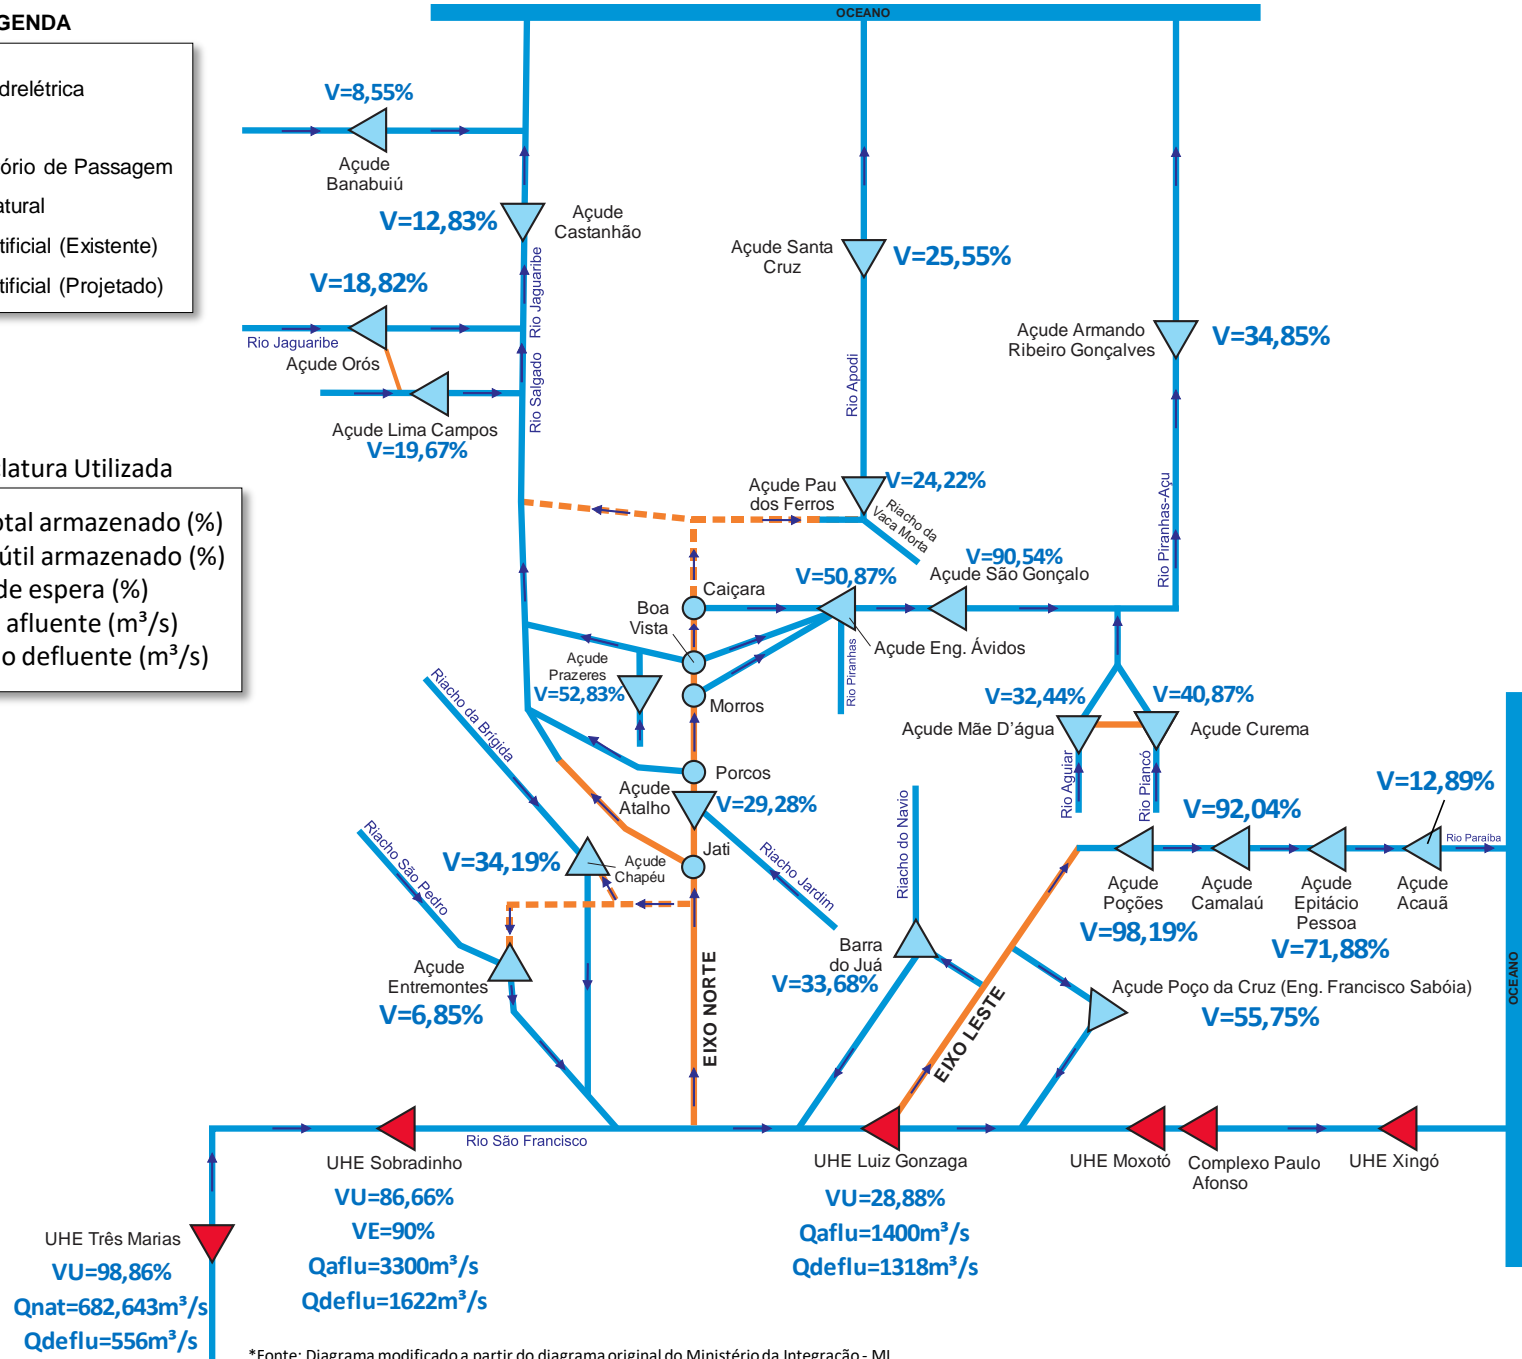 OCEANO
GENDA
drelétrica
ório de Passagem
atural
tificial (Existente)
tificial (Projetado)
V=8,55%
Açude
Banabuiú
V=12,83%
Açude
Castanhão
V=18,82%
Rio Jaguaribe
Açude Orós
Rio Jaguaribe
Rio Salgado
Açude Lima Campos
V=19,67%
Açude Santa
Cruz
V=25,55%
Rio Apodi
Açude Armando
Ribeiro Gonçalves
V=34,85%
Rio Piranhas-Açu
clatura Utilizada
otal armazenado (%)
útil armazenado (%)
de espera (%)
afluente (m³/s)
o defluente (m³/s)
Açude Pau
dos Ferros
V=24,22%
Riacho da
Vaca Morta
V=90,54%
Açude São Gonçalo
V=50,87%
Caiçara
Boa
Vista
Açude Eng. Ávidos
Rio Piranhas
Açude
Prazeres
V=52,83%
Morros
V=32,44%
Açude Mãe D'água
V=40,87%
Açude Curema
Rio Aguiar
Rio Piancó
Riacho da Brígida
Porcos
Açude
Atalho
V=29,28%
Jati
Riacho Jardim
Riacho do Navio
V=12,89%
V=92,04%
Rio Paraíba
Açude
Poções
V=98,19%
Açude
Camalaú
Açude
Epitácio
Pessoa
V=71,88%
Açude
Acauã
Riacho São Pedro
V=34,19%
Açude
Chapéu
Açude
Entremontes
V=6,85%
EIXO NORTE
Barra
do Juá
V=33,68%
EIXO LESTE
Açude Poço da Cruz (Eng. Francisco Sabóia)
V=55,75%
OCEANO
Rio São Francisco
UHE Sobradinho
VU=86,66%
VE=90%
Qaflu=3300m³/s
Qdeflu=1622m³/s
UHE Luiz Gonzaga
VU=28,88%
Qaflu=1400m³/s
Qdeflu=1318m³/s
UHE Moxotó
Complexo Paulo
Afonso
UHE Xingó
UHE Três Marias
VU=98,86%
Qnat=682,643m³/s
Qdeflu=556m³/s
*Fonte: Diagrama modificado a partir do diagrama original do Ministério da Integração - MI